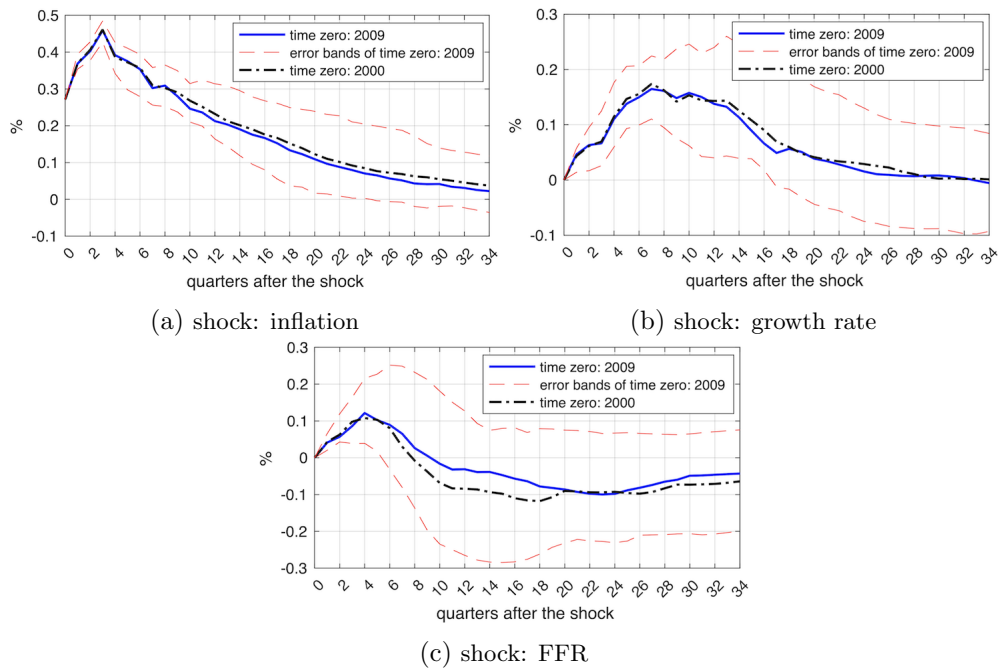 0.5
0.4
0.3
0.2
0.1
0
-0.1
%
time zero: 2009
error bands of time zero: 2009
time zero: 2000
0 2 4 6 8 10 12 14 16 18 20 22 24 26 28 30 32 34
quarters after the shock
(a) shock: inflation
0.3
0.2
0.1
0
-0.1
%
time zero: 2009
error bands of time zero: 2009
time zero: 2000
0 2 4 6 8 10 12 14 16 18 20 22 24 26 28 30 32 34
quarters after the shock
(b) shock: growth rate
0.3
0.2
0.1
0
-0.1
-0.2
-0.3
%
time zero: 2009
error bands of time zero: 2009
time zero: 2000
0 2 4 6 8 10 12 14 16 18 20 22 24 26 28 30 32 34
quarters after the shock
(c) shock: FFR